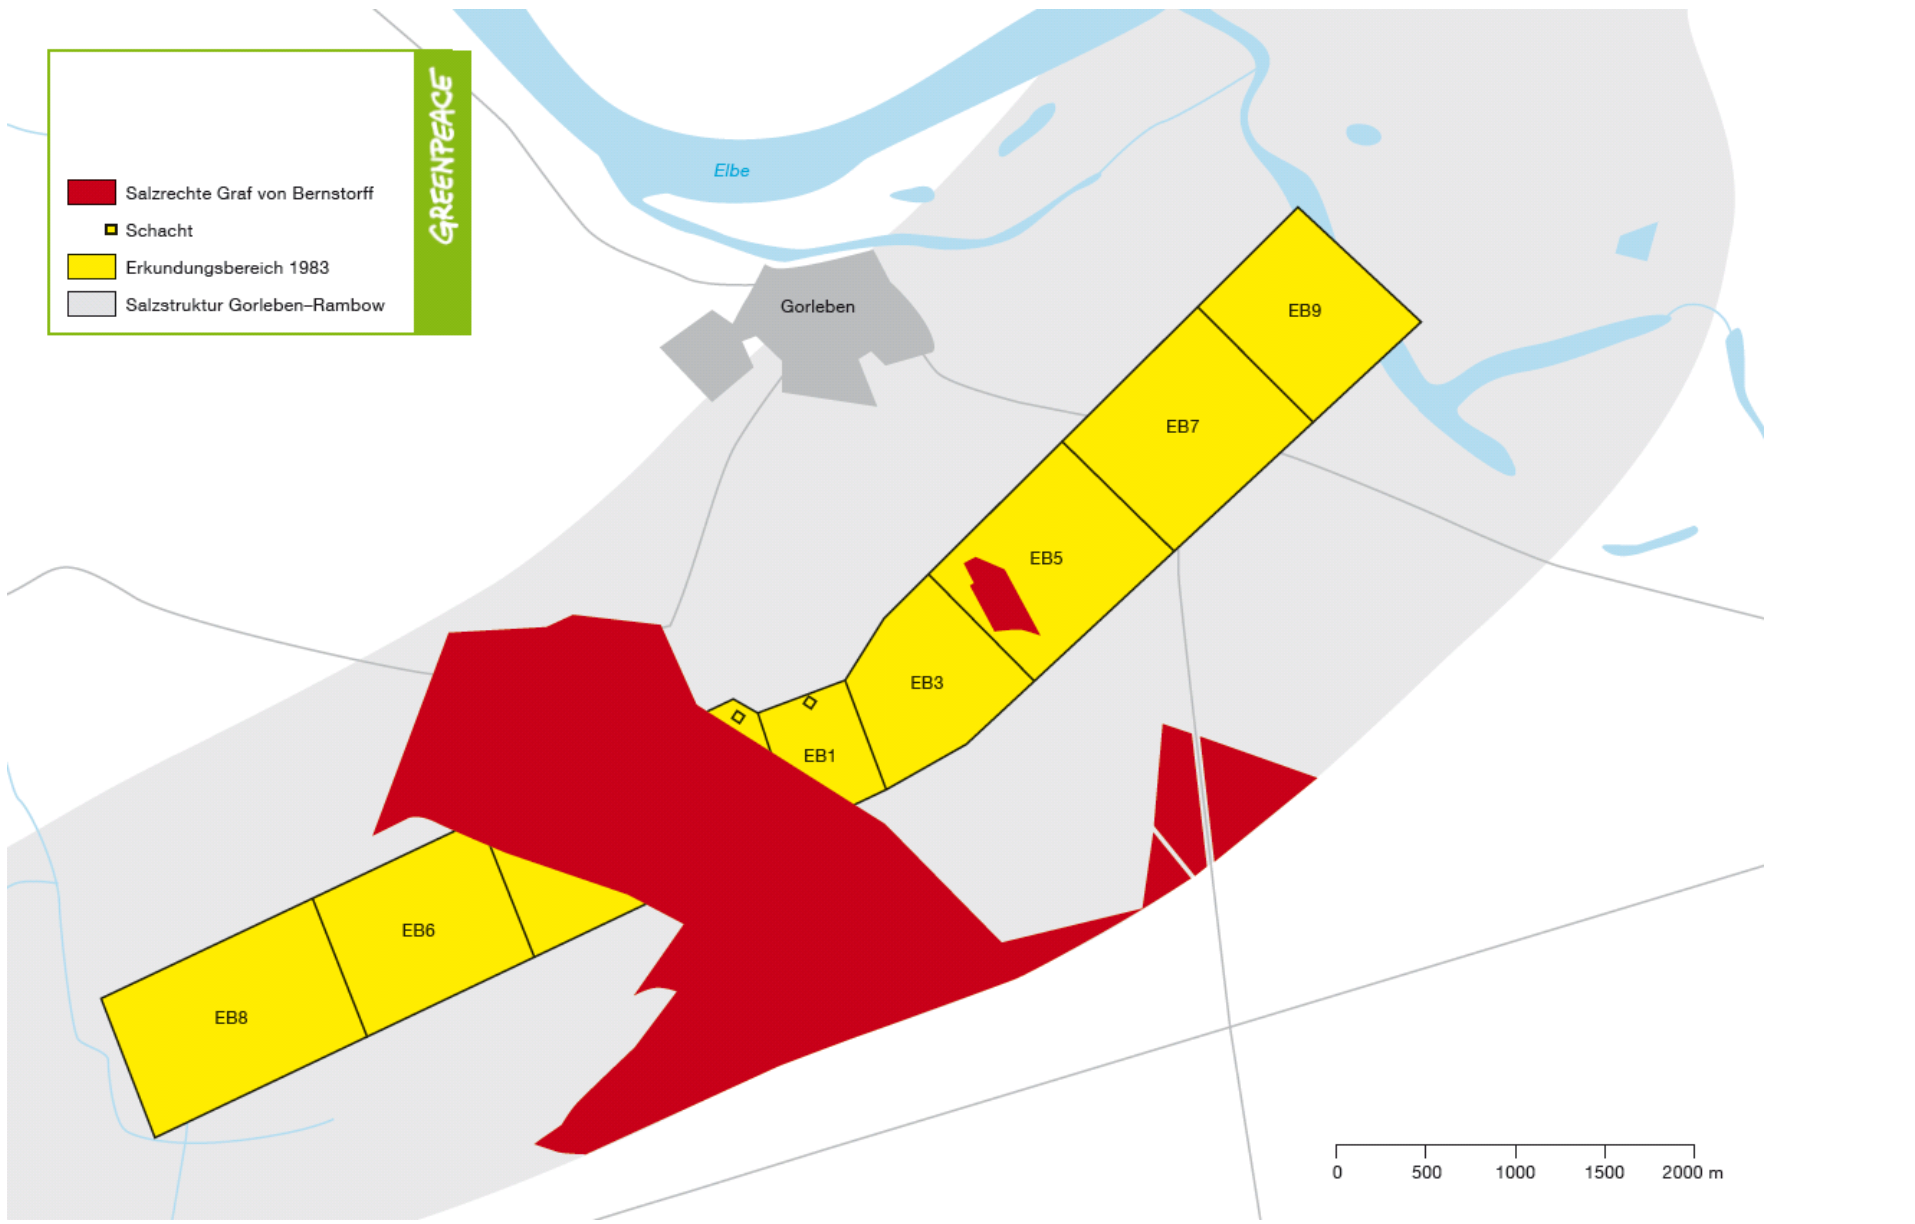 GREENPEACE
Salzrechte Graf von Bernstorff
Schacht
Erkundungsbereich 1983
Salzstruktur Gorleben–Rambow
Elbe
Gorleben
EB9
EB7
EB5
EB3
EB1
EB6
EB8
0 500 1000 1500 2000 m